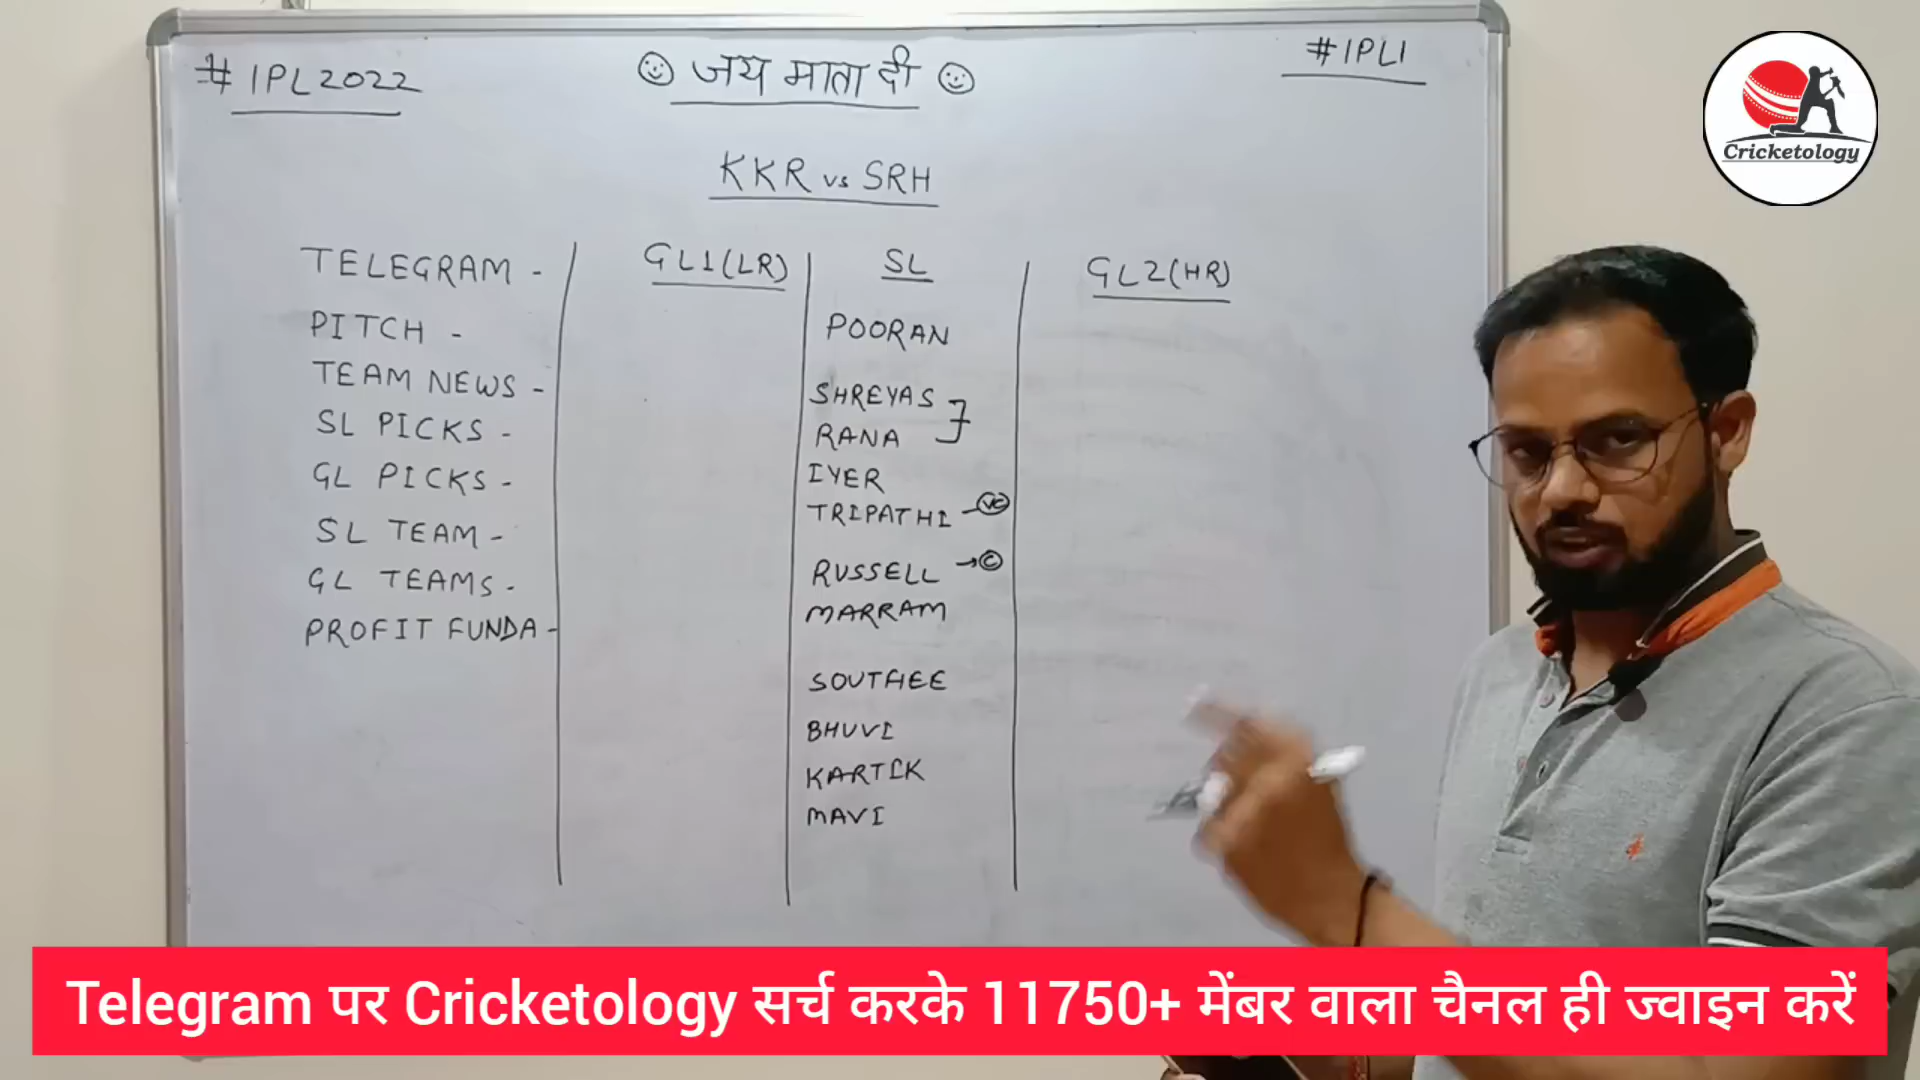 #IPL2022
☺ जय माता दी ☺
#IPL1
Cricketology
KKR vs SRH
TELEGRAM -
PITCH -
TEAM NEWS -
SL PICKS -
GL PICKS -
SL TEAM -
GL TEAMS -
PROFIT FUNDA -
GL1(LR)
SL
POORAN
SHREYAS
RANA
IYER
TRIPATHI - VC
RUSSELL → C
MARRAM
SOUTHEE
BHUVI
KARTIK
MAVI
GL2(HR)
Telegram पर Cricketology सर्च करके 11750+ मेंबर वाला चैनल ही ज्वाइन करें